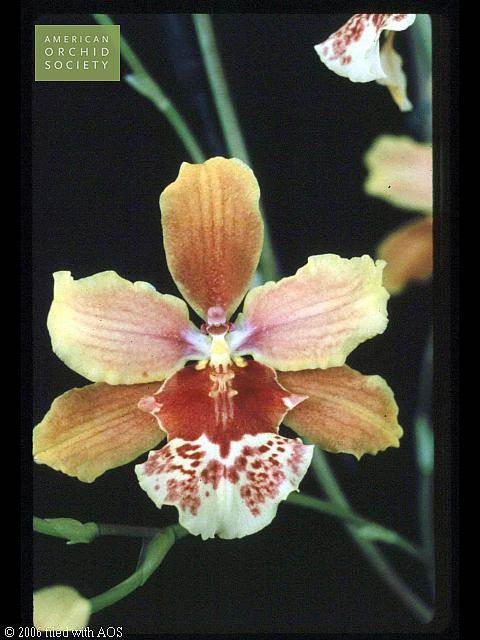 AMERICAN
ORCHID
SOCIETY
© 2006 filed with AOS